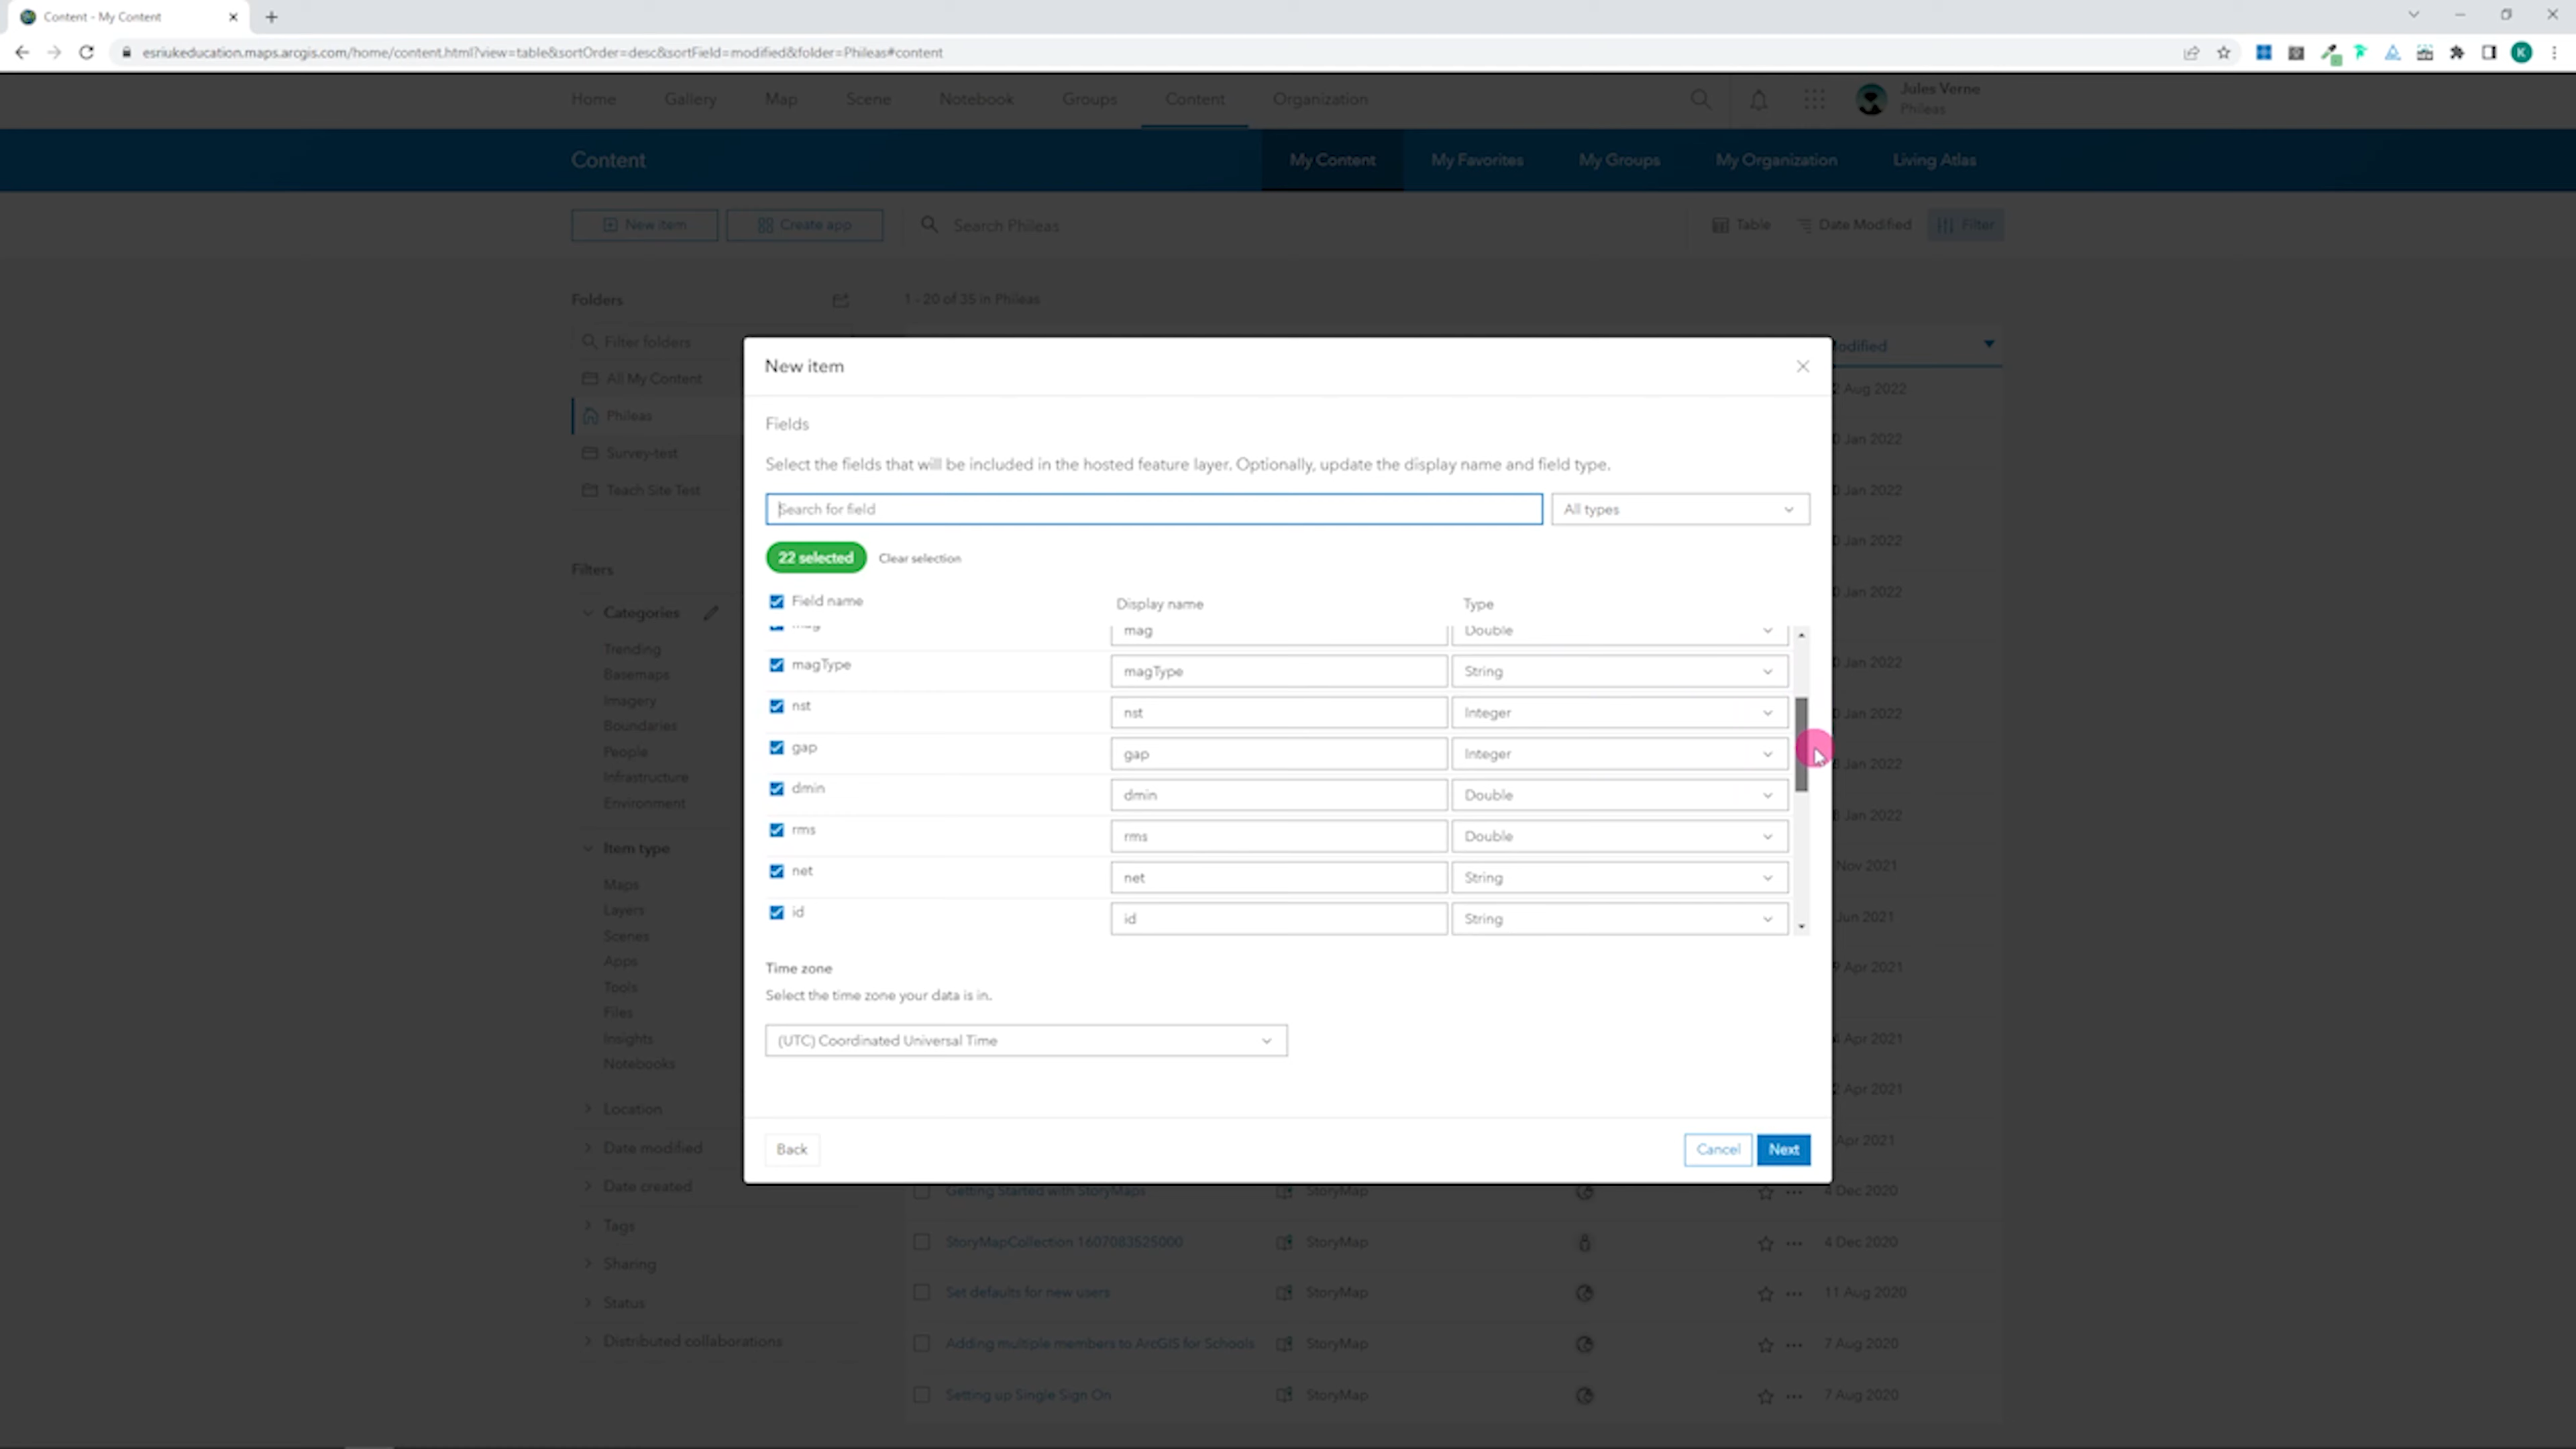 Content - My Content
esriukeducation.maps.arcgis.com/home/content.html?view=table&sortOrder=desc&sortField=modified&folder=Phileas#content
K
Home Gallery Map Scene Notebook Groups Content Organization
Jules Verne
Phileas
Content
My Content My Favorites My Groups My Organization Living Atlas
New item Create app Search Phileas Table Date Modified Filter
Folders
1 - 20 of 35 in Phileas
Filter folders
All My Content
Phileas
Survey-test
Teach Site Test
Filters
Categories
Trending
Basemaps
Imagery
Boundaries
People
Infrastructure
Environment
Item type
Maps
Layers
Scenes
Apps
Tools
Files
Insights
Notebooks
Location
Date modified
Date created
Tags
Sharing
Status
Distributed collaborations
New item
Fields
Select the fields that will be included in the hosted feature layer. Optionally, update the display name and field type.
Search for field All types
22 selected Clear selection
Field name Display name Type
mag mag Double
magType magType String
nst nst Integer
gap gap Integer
dmin dmin Double
rms rms Double
net net String
id id String
Time zone
Select the time zone your data is in.
(UTC) Coordinated Universal Time
Back Cancel Next
odified
2 Aug 2022
0 Jan 2022
0 Jan 2022
0 Jan 2022
0 Jan 2022
0 Jan 2022
0 Jan 2022
Jan 2022
Jan 2022
Nov 2021
Jun 2021
Apr 2021
4 Apr 2021
2 Apr 2021
Apr 2021
Getting Started with StoryMaps StoryMap 4 Dec 2020
StoryMapCollection 1607083525000 StoryMap 4 Dec 2020
Set defaults for new users StoryMap 11 Aug 2020
Adding multiple members to ArcGIS for Schools StoryMap 7 Aug 2020
Setting up Single Sign On StoryMap 7 Aug 2020